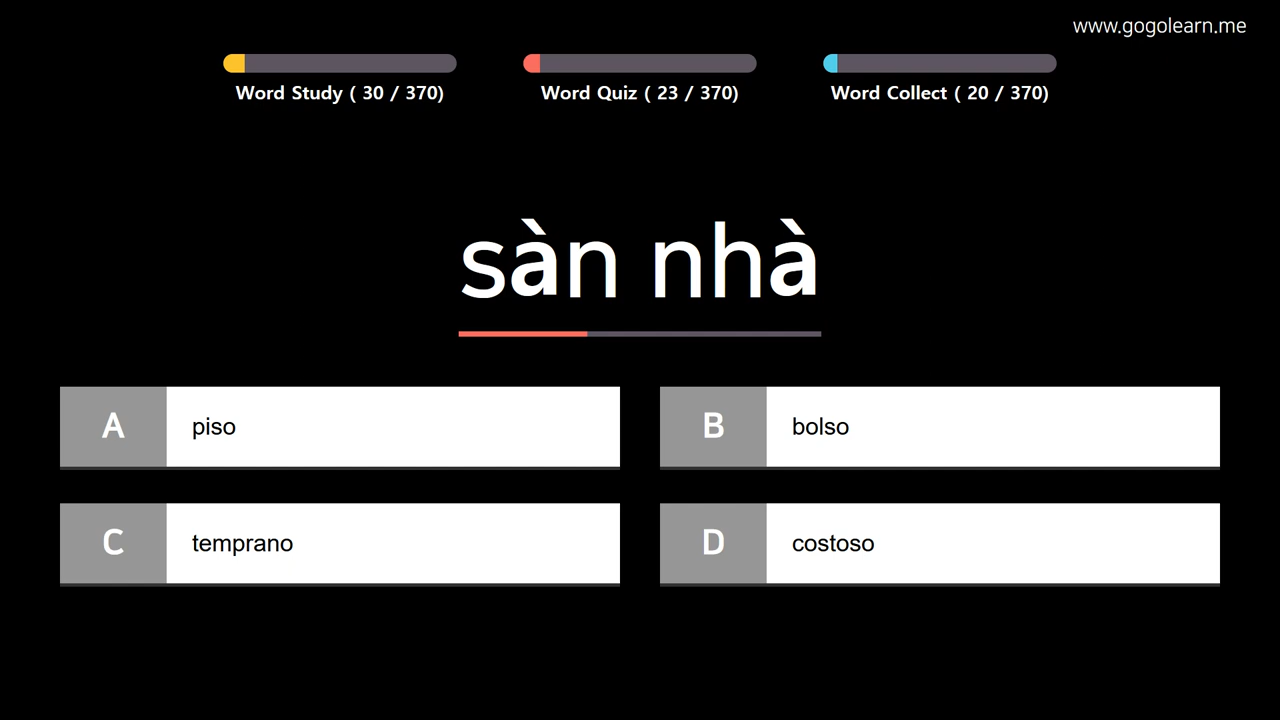 www.gogolearn.me
Word Study ( 30 / 370)
Word Quiz ( 23 / 370)
Word Collect ( 20 / 370)
sàn nhà
A piso
B bolso
C temprano
D costoso